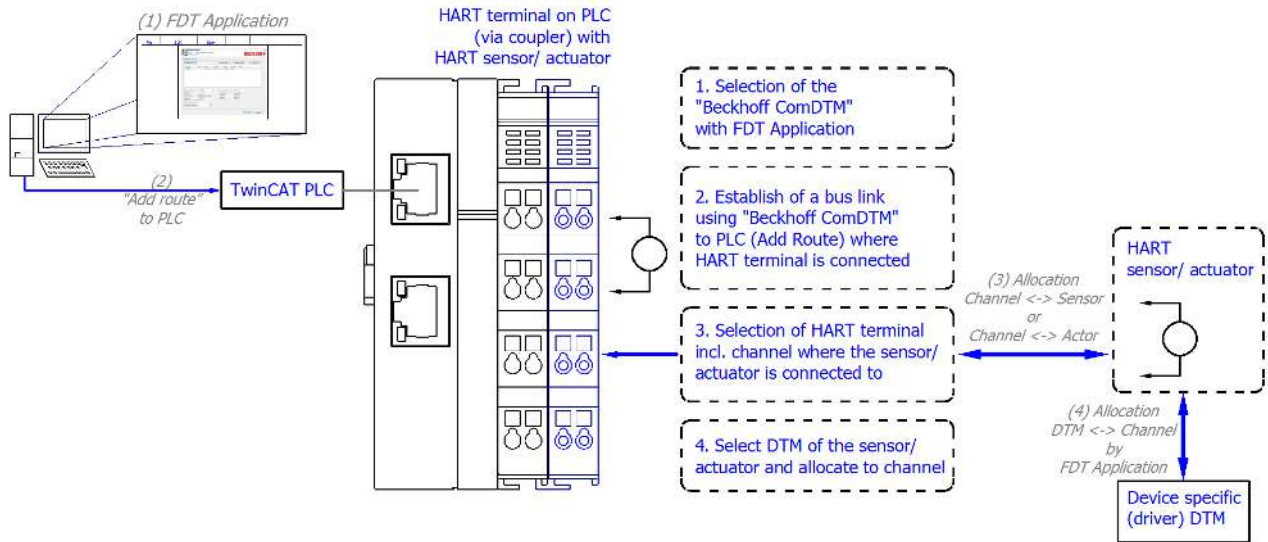 (1) FDT Application
HART terminal on PLC
(via coupler) with
HART sensor/ actuator
(2)
"Add route"
to PLC
TwinCAT PLC
1. Selection of the
"Beckhoff ComDTM"
with FDT Application
2. Establish of a bus link
using "Beckhoff ComDTM"
to PLC (Add Route) where
HART terminal is connected
3. Selection of HART terminal
incl. channel where the sensor/
actuator is connected to
4. Select DTM of the sensor/
actuator and allocate to channel
(3) Allocation
Channel <-> Sensor
or
Channel <-> Actor
HART
sensor/ actuator
(4) Allocation
DTM <-> Channel
by
FDT Application
Device specific
(driver) DTM